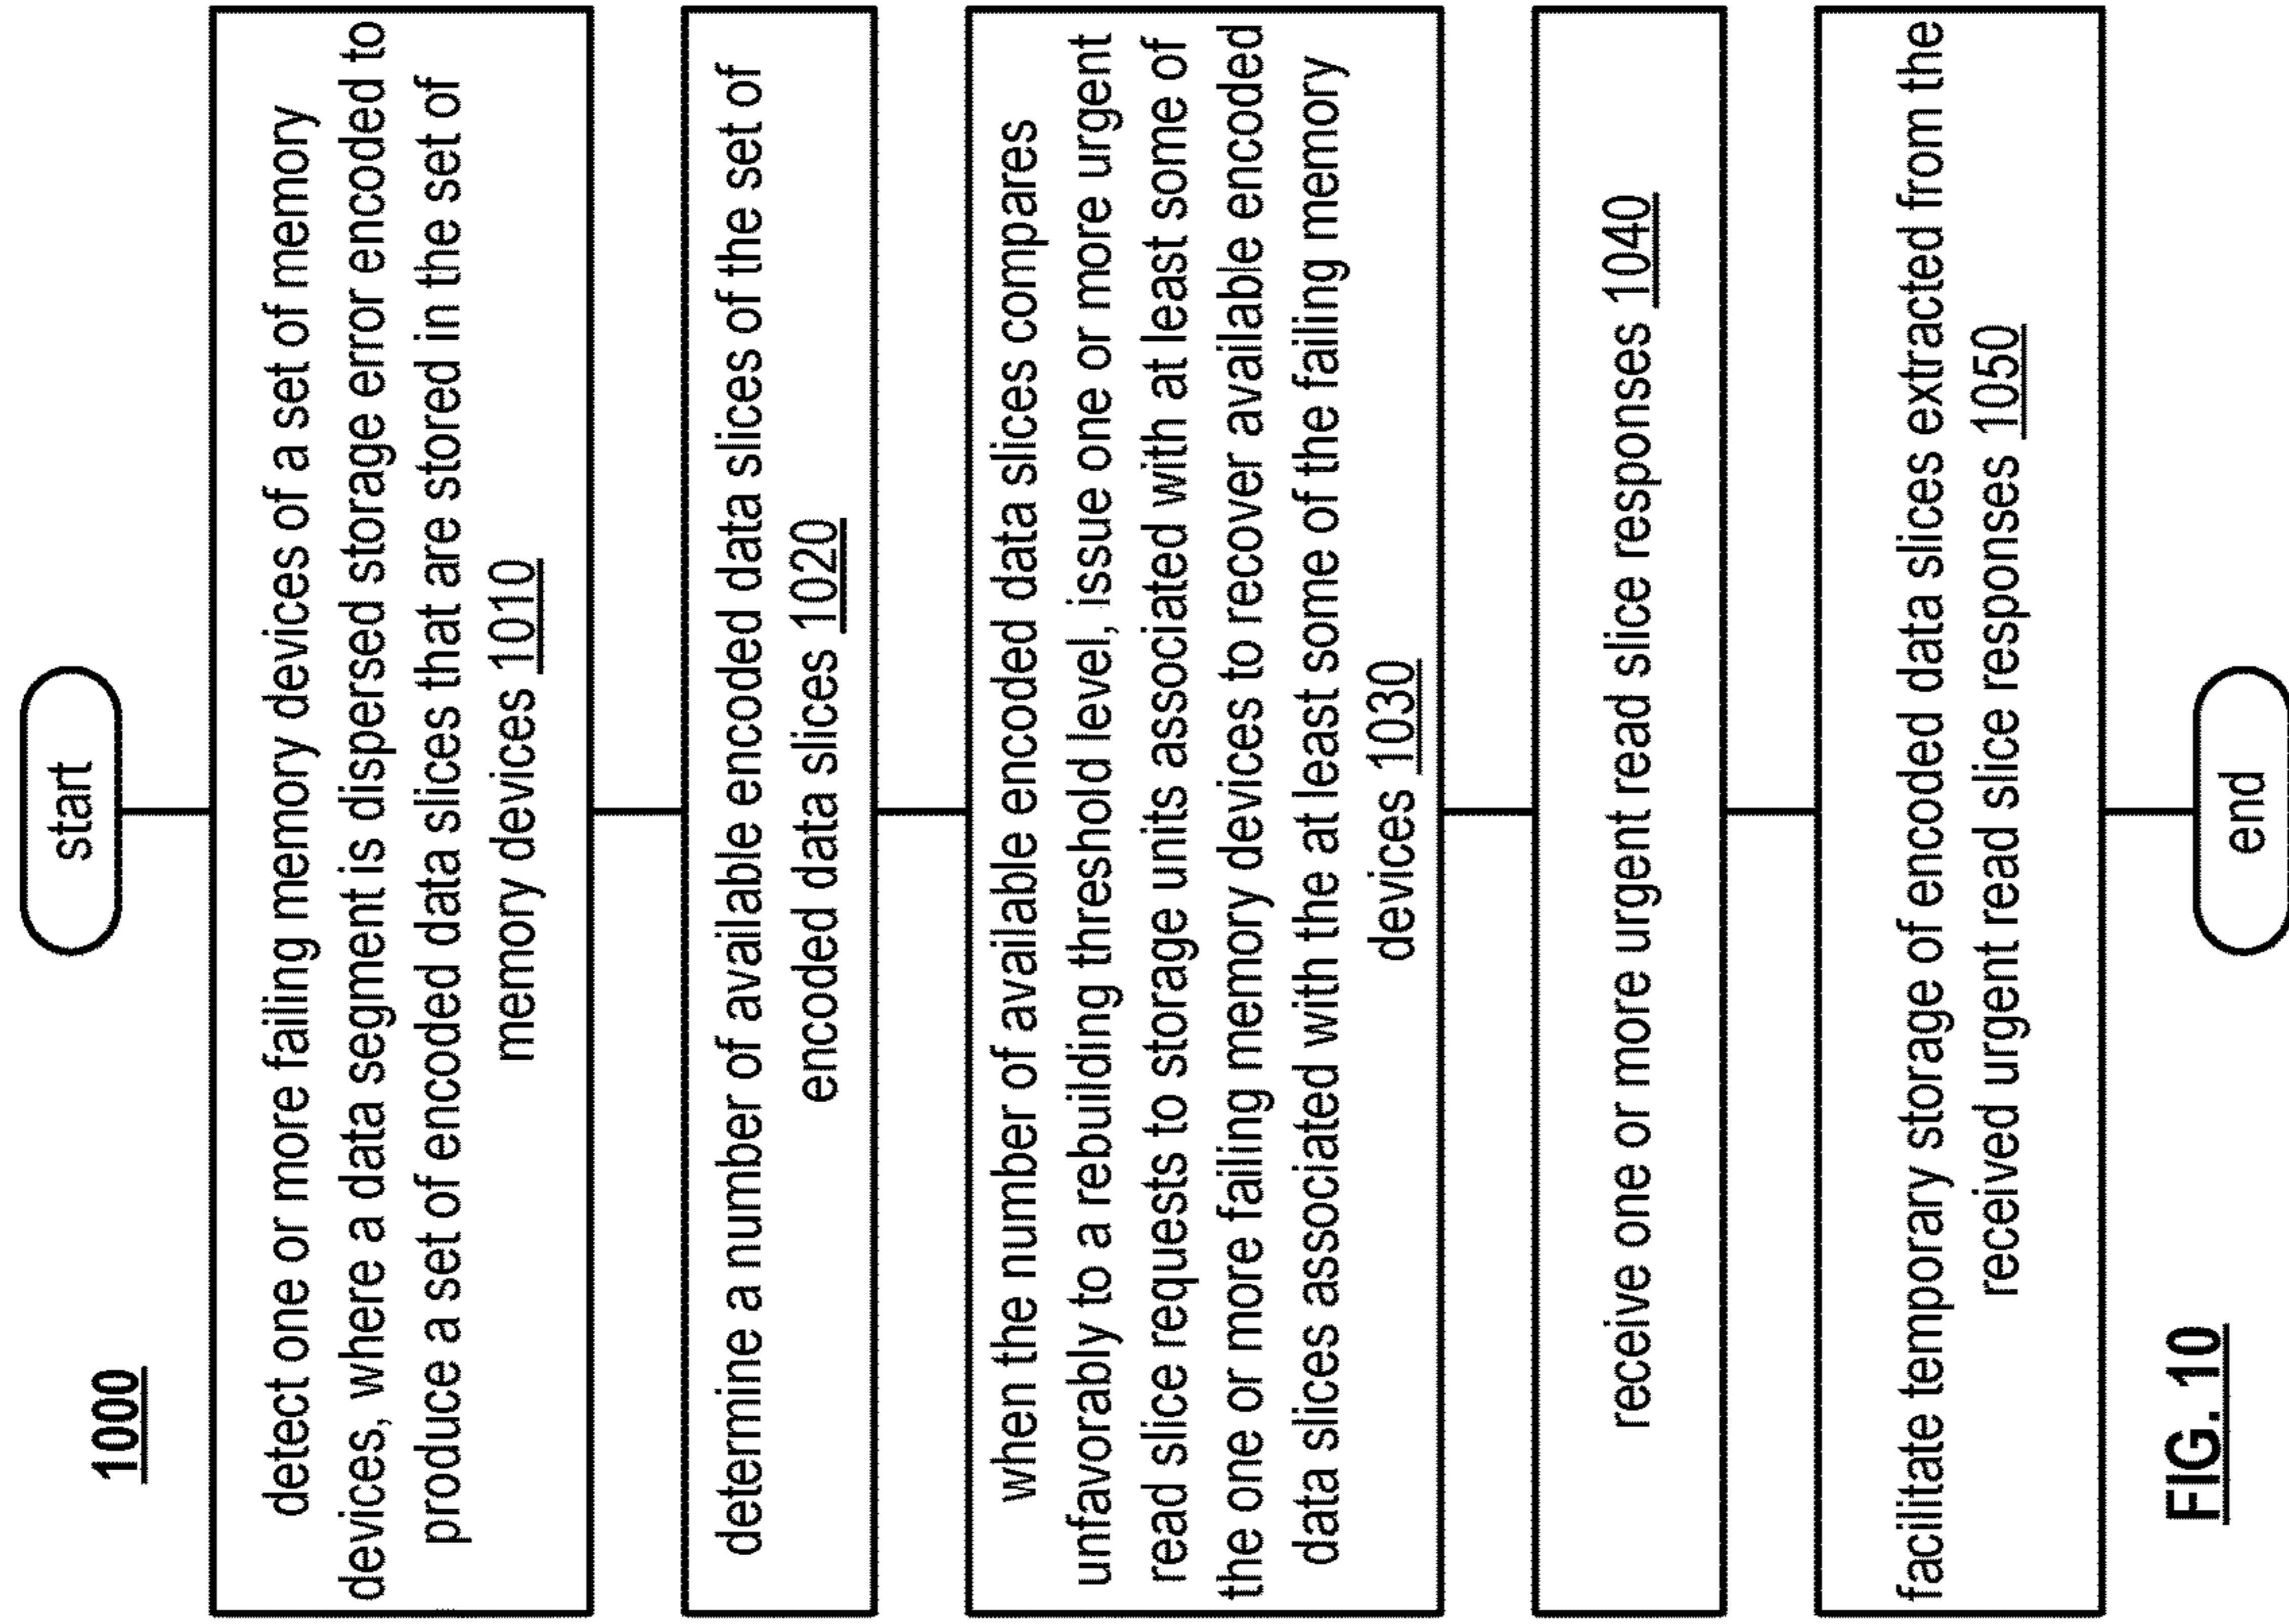 1000
start
detect one or more failing memory devices of a set of memory
devices, where a data segment is dispersed storage error encoded to
produce a set of encoded data slices that are stored in the set of
memory devices 1010
determine a number of available encoded data slices of the set of
encoded data slices 1020
when the number of available encoded data slices compares
unfavorably to a rebuilding threshold level, issue one or more urgent
read slice requests to storage units associated with at least some of
the one or more failing memory devices to recover available encoded
data slices associated with the at least some of the failing memory
devices 1030
receive one or more urgent read slice responses 1040
facilitate temporary storage of encoded data slices extracted from the
received urgent read slice responses 1050
end
FIG. 10